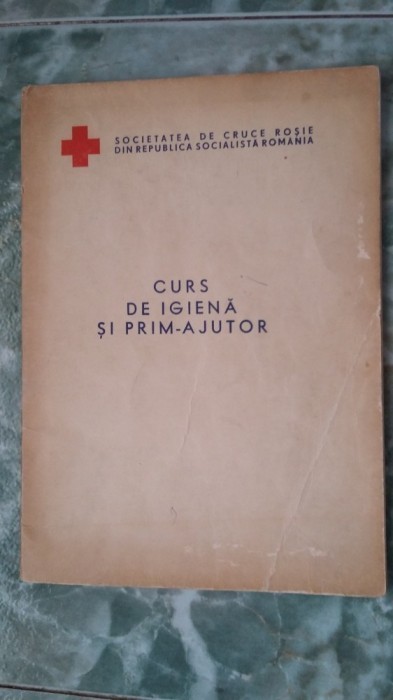 SOCIETATEA DE CRUCE ROȘIE
DIN REPUBLICA SOCIALISTĂ ROMANIA
CURS
DE IGIENĂ
ȘI PRIM-AJUTOR